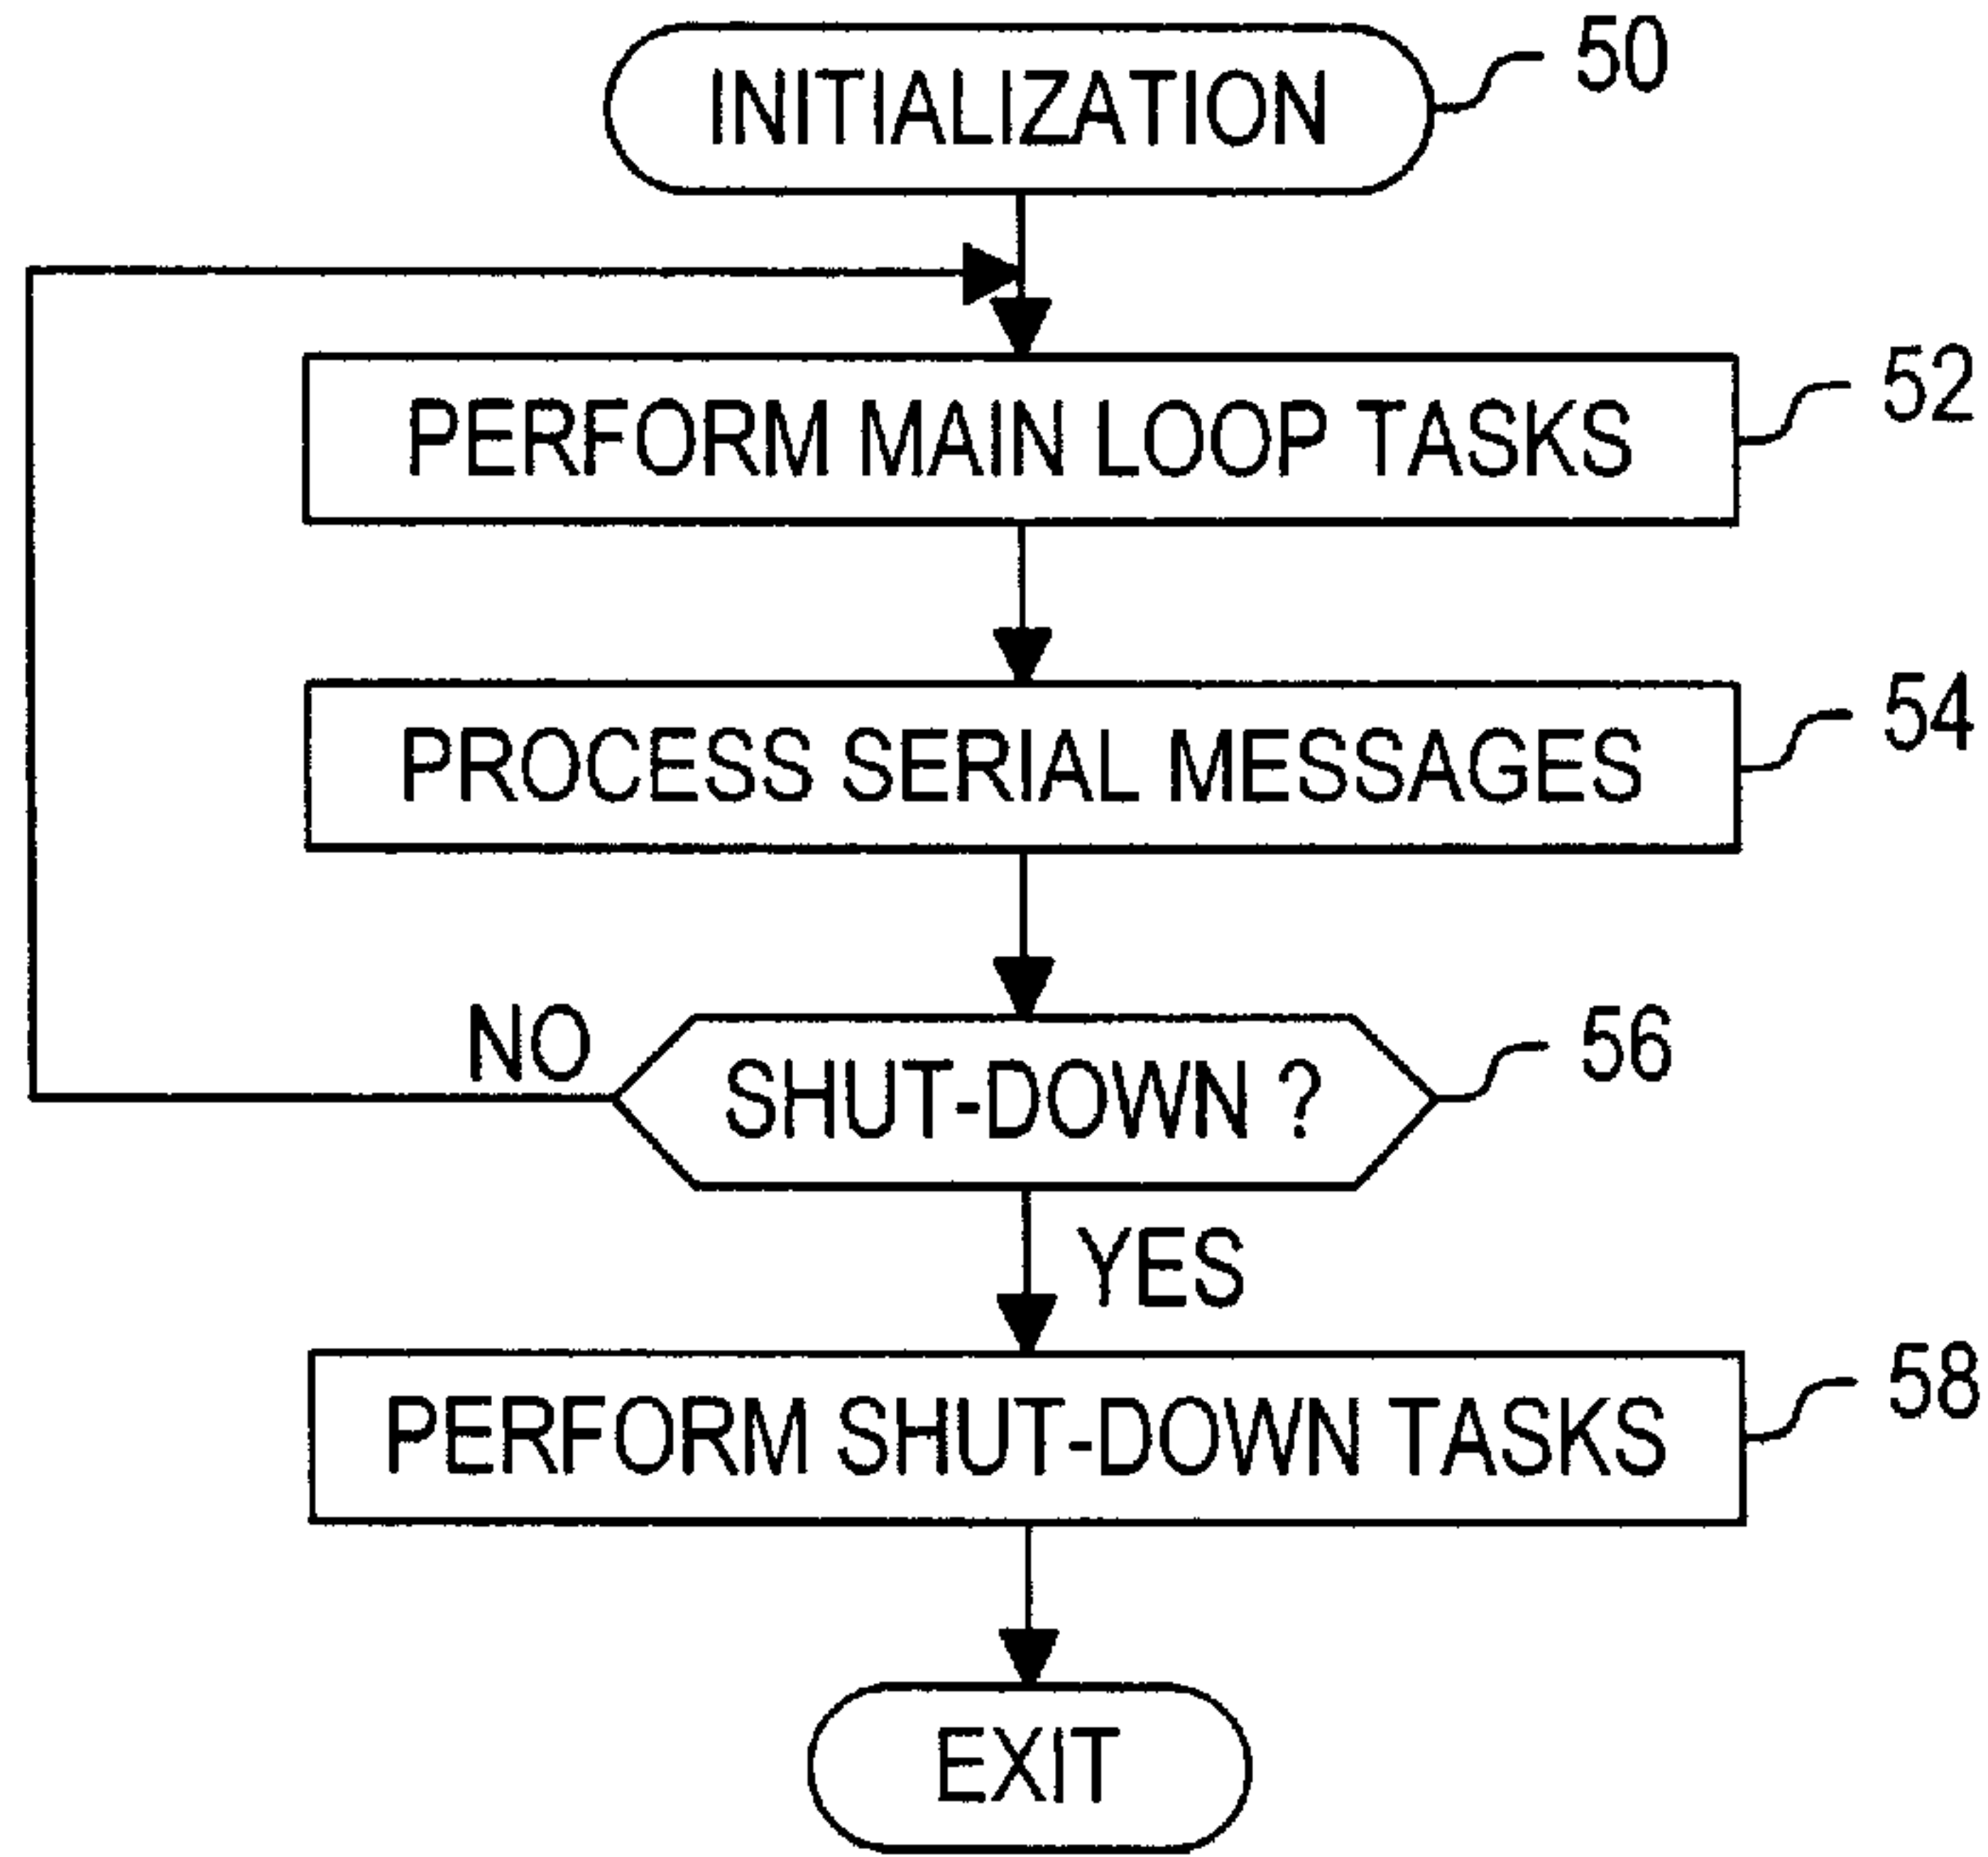 INITIALIZATION
50
PERFORM MAIN LOOP TASKS
52
PROCESS SERIAL MESSAGES
54
NO
SHUT-DOWN ?
56
YES
PERFORM SHUT-DOWN TASKS
58
EXIT